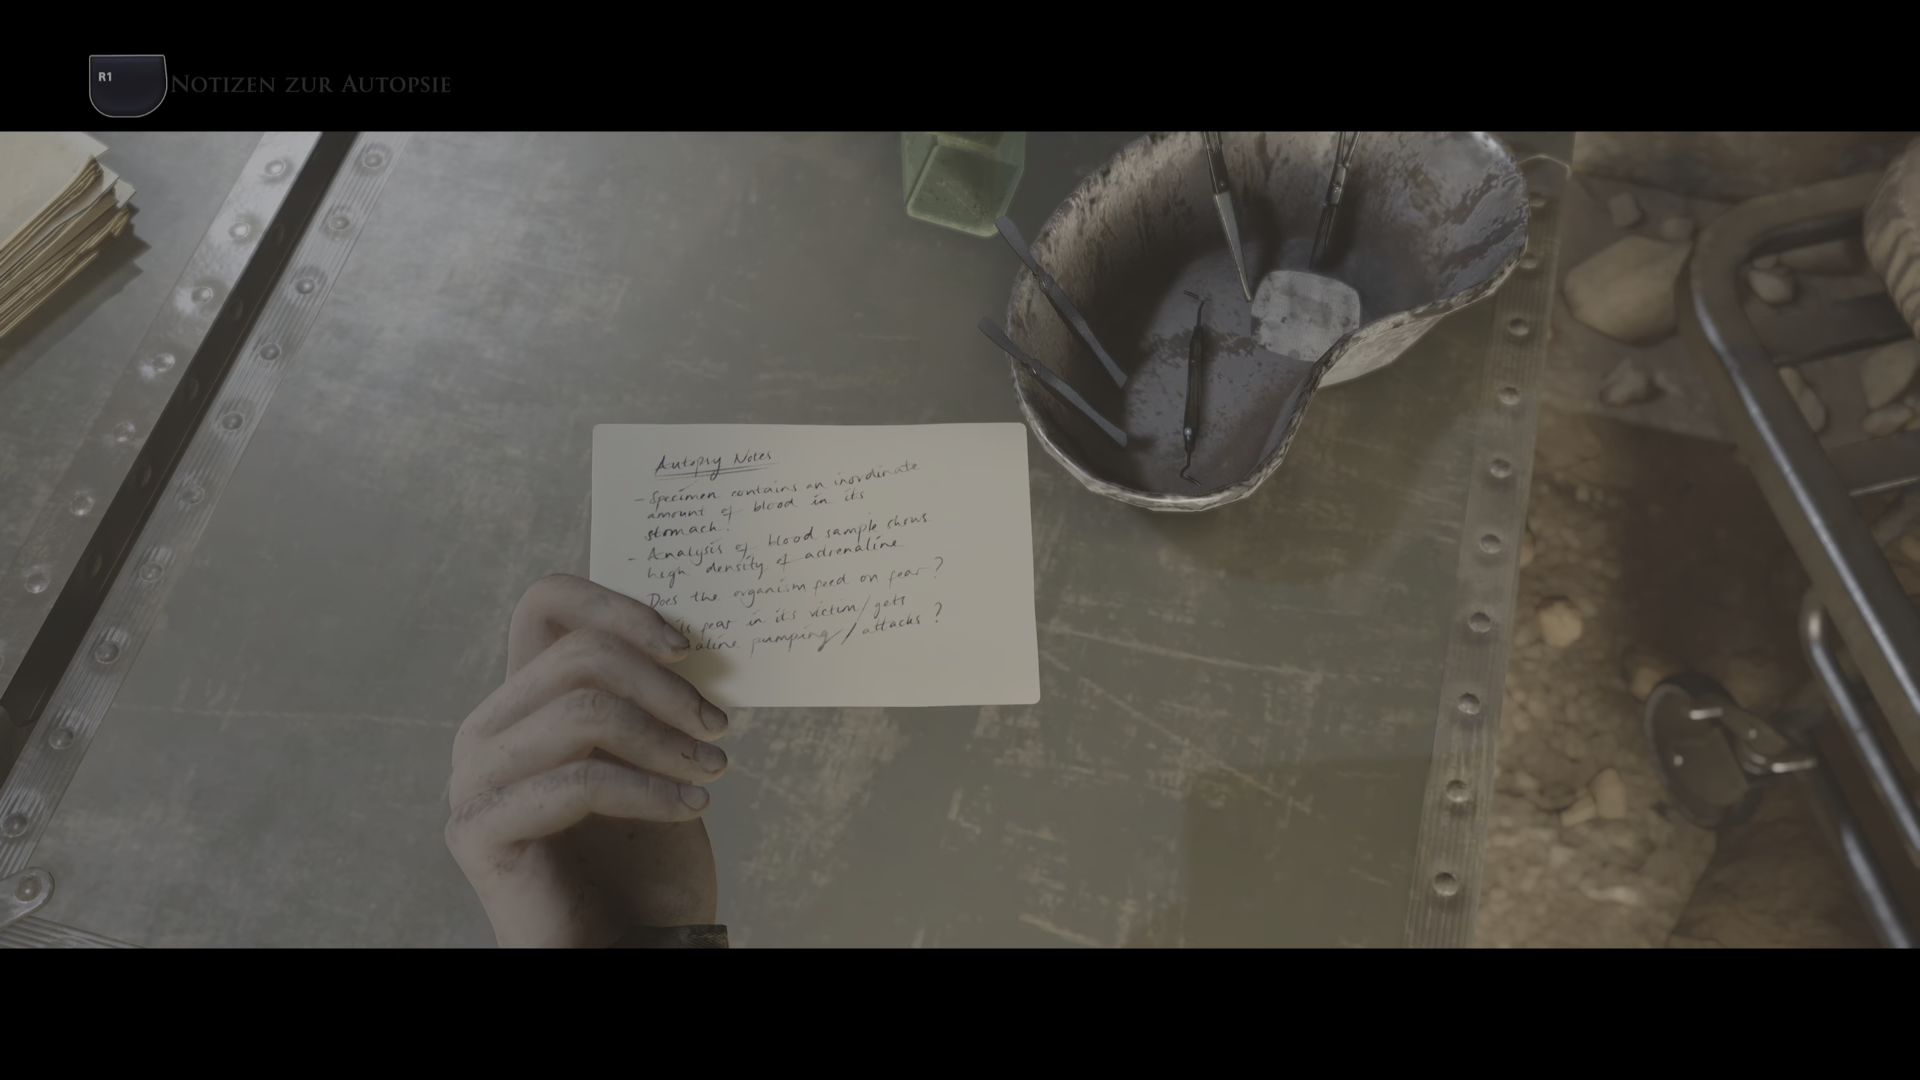 R1
NOTIZEN ZUR AUTOPSIE
Autopsy Notes
- Specimen contains an inordinate
amount of blood in its
stomach.
- Analysis of blood sample shows
high density of adrenaline
Does the organism feed on fear?
fear in its victim/gets
pumping/attacks?